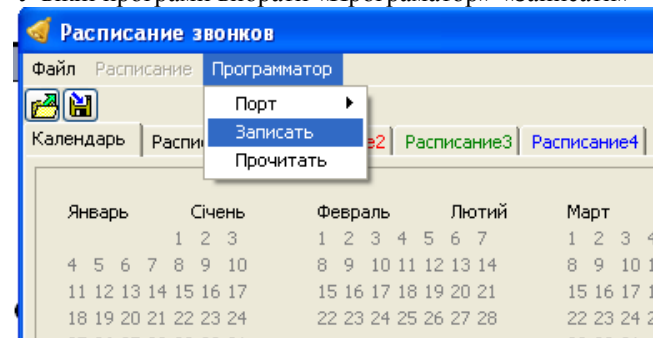 Расписание звонков
Файл Расписание Программатор
Порт
Записать
Прочитать
Календарь е2 Расписание3 Расписание4
Январь Січень Февраль Лютий Март
1 2 3 1 2 3 4 5 6 7 1 2 3
4 5 6 7 8 9 10 8 9 10 11 12 13 14 8 9 10
11 12 13 14 15 16 17 15 16 17 18 19 20 21 15 16 17
18 19 20 21 22 23 24 22 23 24 25 26 27 28 22 23 24